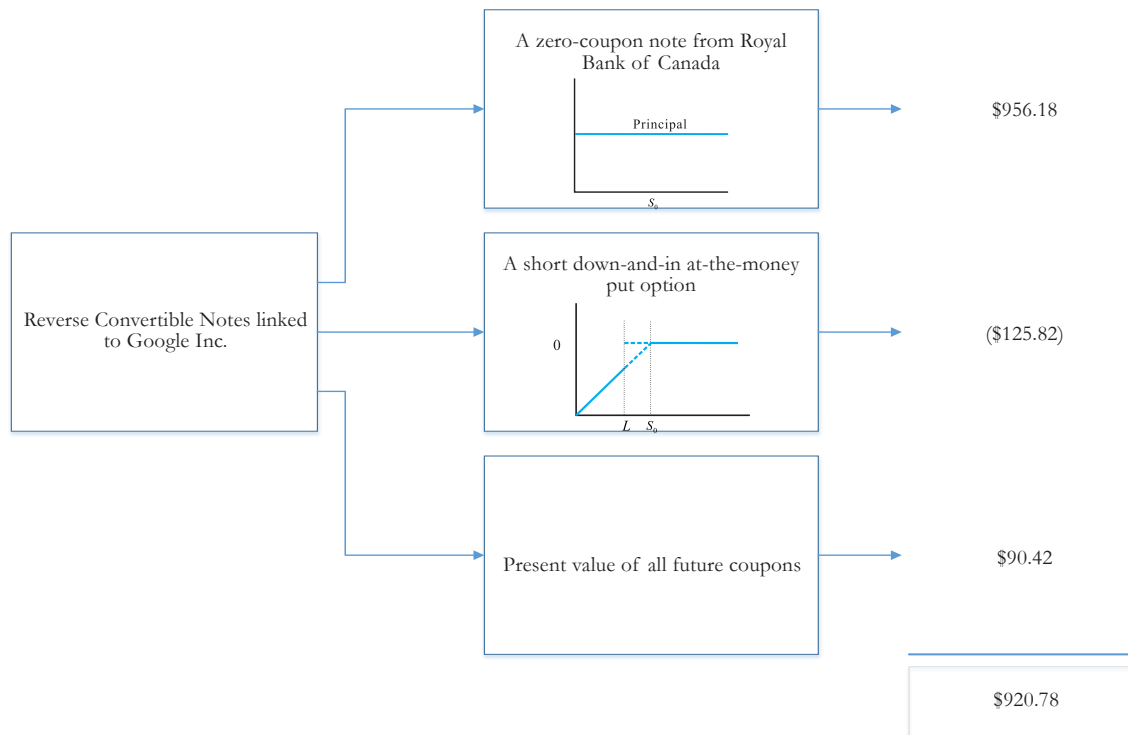 A zero-coupon note from Royal
Bank of Canada
Principal
S₀
$956.18
Reverse Convertible Notes linked
to Google Inc.
A short down-and-in at-the-money
put option
0
L
S₀
($125.82)
Present value of all future coupons
$90.42
$920.78